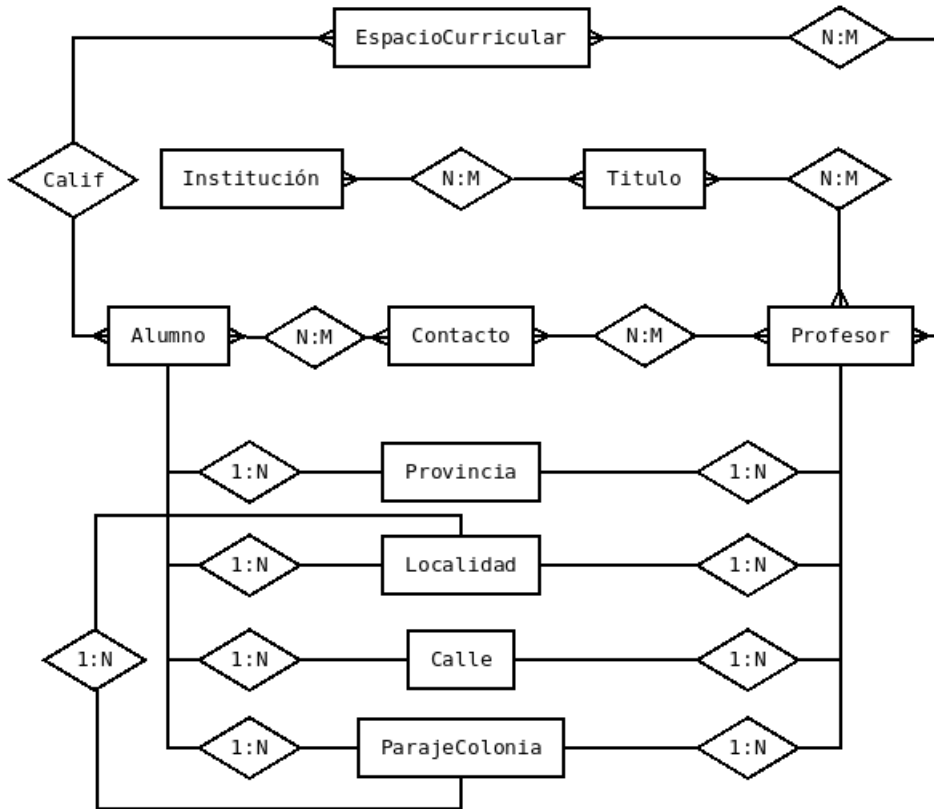 EspacioCurricular
N:M
Calif
Institución
N:M
Titulo
N:M
Alumno
N:M
Contacto
N:M
Profesor
1:N
Provincia
1:N
1:N
Localidad
1:N
1:N
1:N
Calle
1:N
1:N
ParajeColonia
1:N